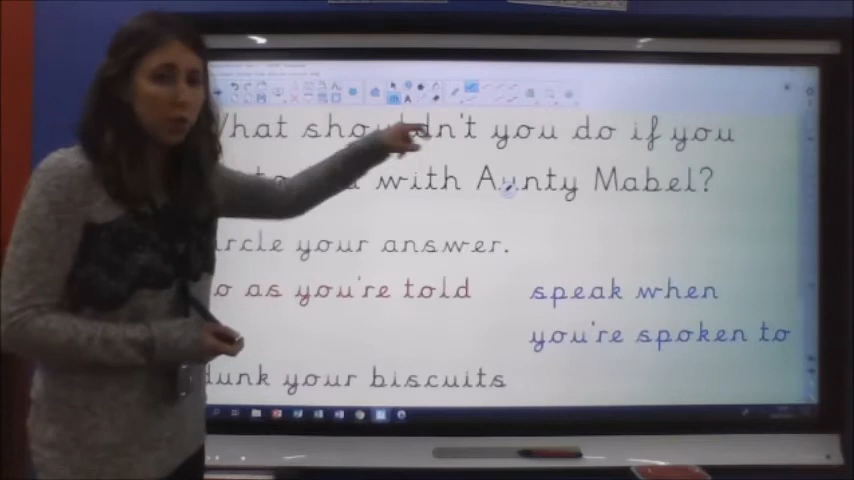 What shouldn't you do if you
with Aunty Mabel?
your answer.
as you're told
speak when
you're spoken to
dunk your biscuits